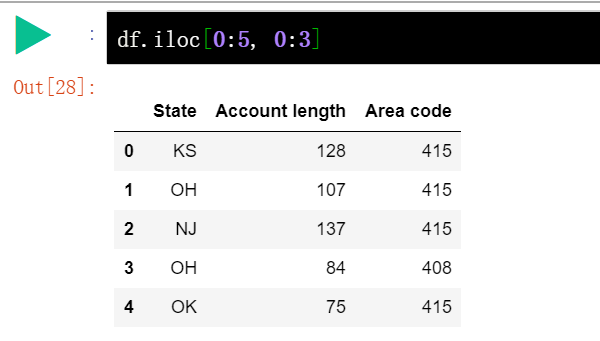 :
df.iloc[0:5, 0:3]
Out[28]:
State Account length Area code
0 KS 128 415
1 OH 107 415
2 NJ 137 415
3 OH 84 408
4 OK 75 415